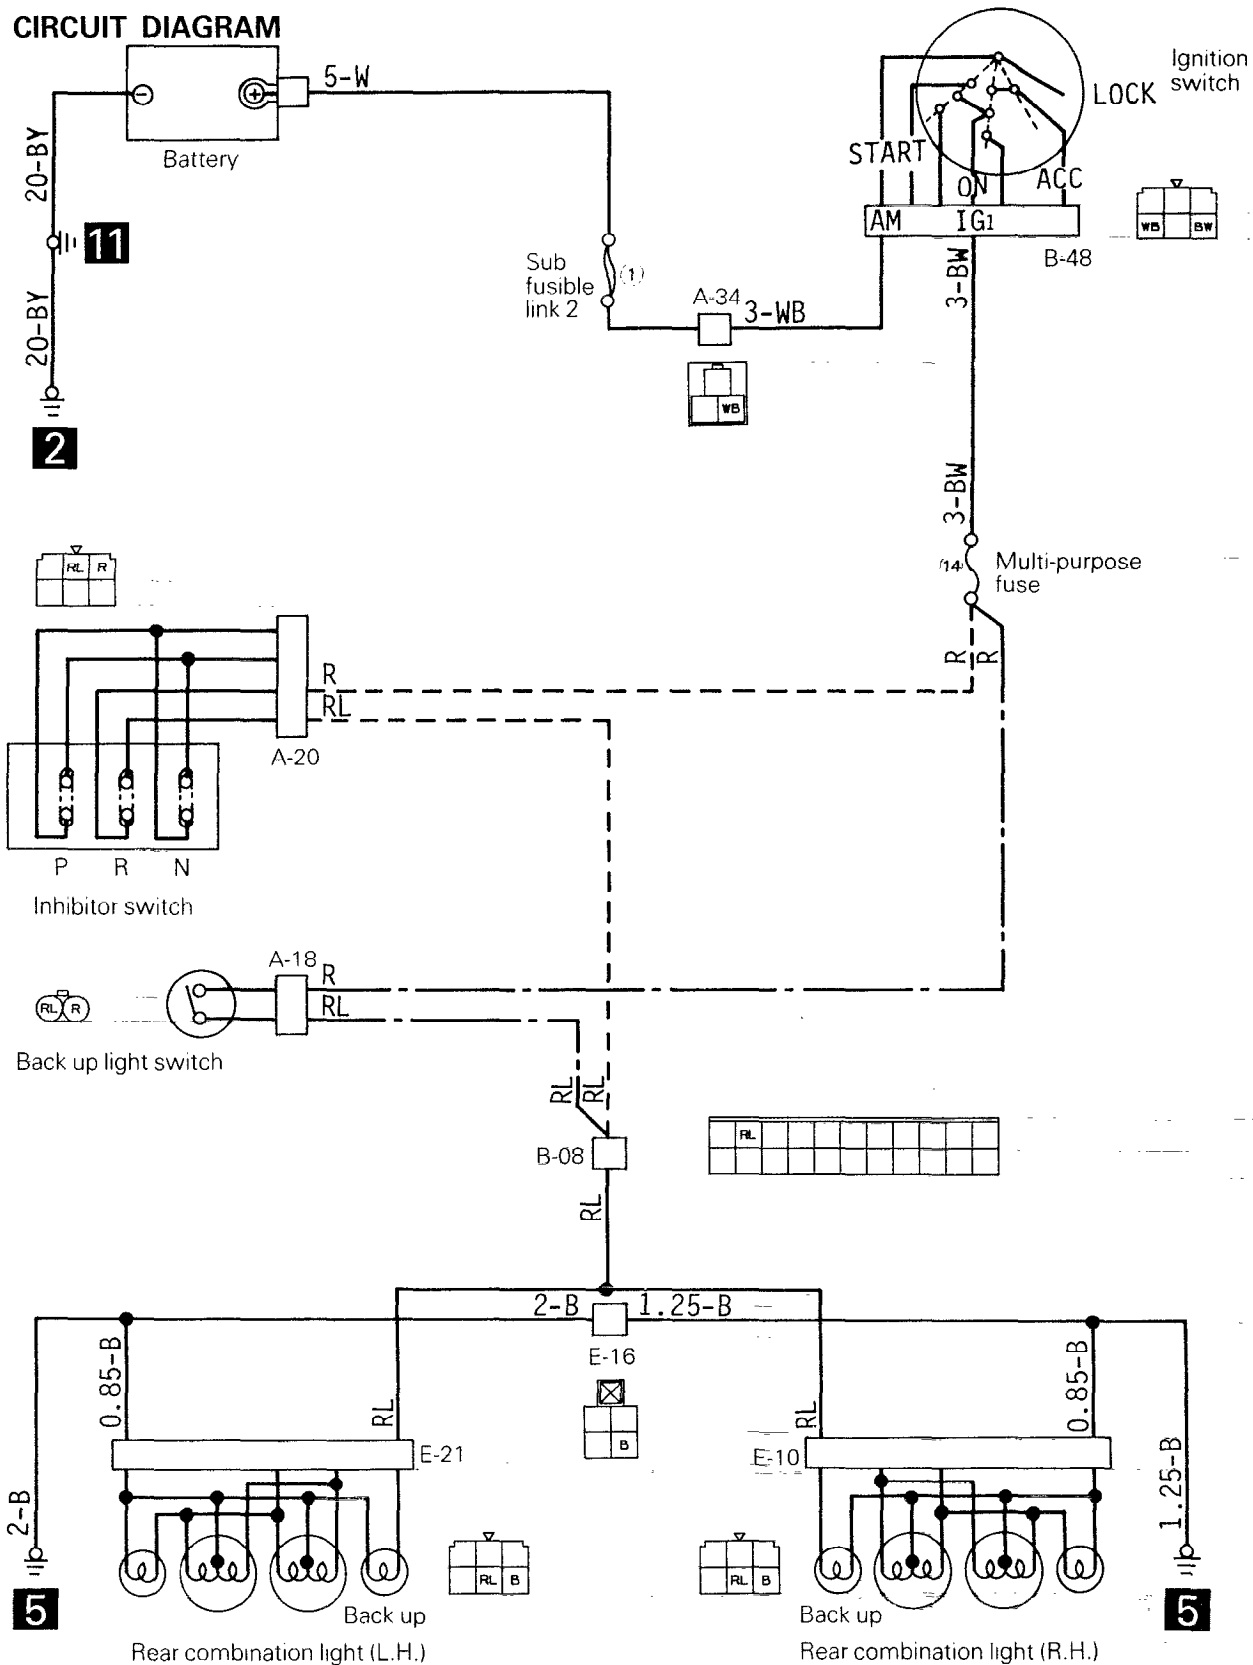 CIRCUIT DIAGRAM
5-W
Battery
20-BY
11
20-BY
2
Ignition
switch
LOCK
START
ON
ACC
AM
IG1
B-48
WB
BW
Sub
fusible
link 2
(1)
A-34
3-WB
WB
3-BW
3-BW
14
Multi-purpose
fuse
R
R
RL
R
R
RL
A-20
P
R
N
Inhibitor switch
A-18
R
RL
RL
R
Back up light switch
RL
RL
B-08
RL
RL
2-B
1.25-B
E-16
B
0.85-B
RL
E-21
2-B
5
RL
B
Back up
Rear combination light (L.H.)
RL
0.85-B
E-10
1.25-B
5
RL
B
Back up
Rear combination light (R.H.)